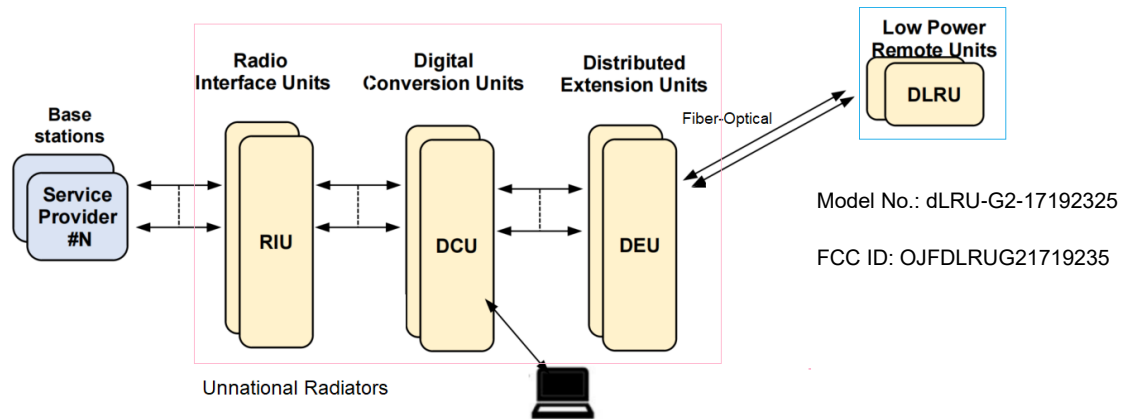 Base
stations
Service
Provider
#N
Radio
Interface Units
RIU
Digital
Conversion Units
DCU
Distributed
Extension Units
DEU
Fiber-Optical
Low Power
Remote Units
DLRU
Model No.: dLRU-G2-17192325
FCC ID: OJFDLRUG21719235
Unnational Radiators